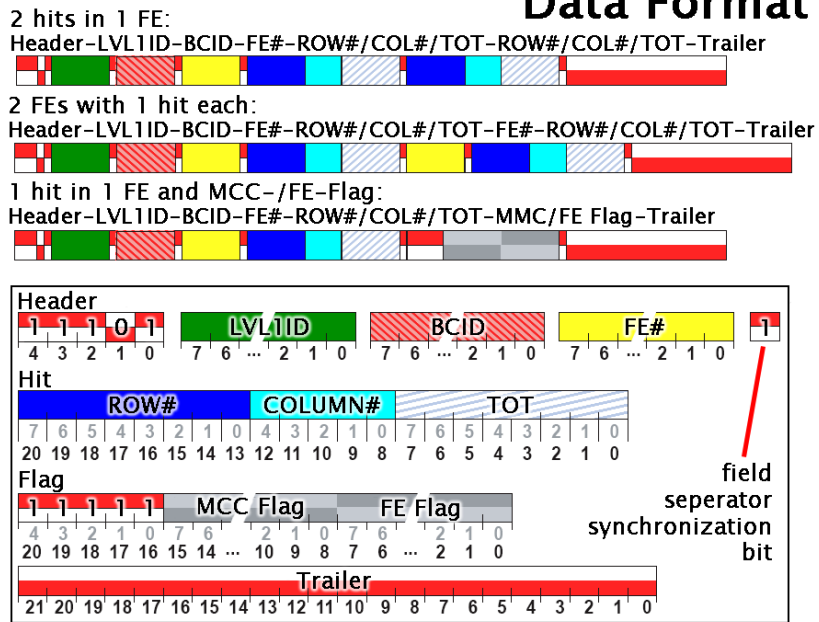 Data Format
2 hits in 1 FE:
Header-LVL1ID-BCID-FE#-ROW#/COL#/TOT-ROW#/COL#/TOT-Trailer
2 FEs with 1 hit each:
Header-LVL1ID-BCID-FE#-ROW#/COL#/TOT-FE#-ROW#/COL#/TOT-Trailer
1 hit in 1 FE and MCC-/FE-Flag:
Header-LVL1ID-BCID-FE#-ROW#/COL#/TOT-MMC/FE Flag-Trailer
Header
1 1 1 0 1 LVL1ID BCID FE# 1
4 3 2 1 0 7 6 ... 2 1 0 7 6 ... 2 1 0 7 6 ... 2 1 0
Hit
ROW# COLUMN# TOT
7 6 5 4 3 2 1 0 4 3 2 1 0 7 6 5 4 3 2 1 0
20 19 18 17 16 15 14 13 12 11 10 9 8 7 6 5 4 3 2 1 0
Flag
1 1 1 1 1 MCC Flag FE Flag
4 3 2 1 0 7 6 2 1 0 7 6 2 1 0
20 19 18 17 16 15 14 ... 10 9 8 7 6 ... 2 1 0
Trailer
21 20 19 18 17 16 15 14 13 12 11 10 9 8 7 6 5 4 3 2 1 0
field
seperator
synchronization
bit